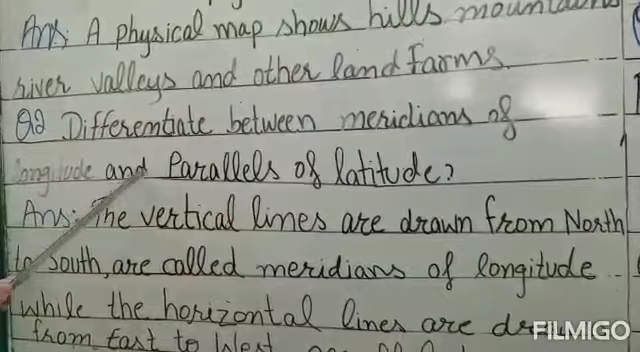 Ans: A physical map shows hills mountains
river valleys and other land farms.
Q2 Differentiate between meridians of
longitude and Parallels of latitude?
Ans: The vertical lines are drawn from North
to south, are called meridians of longitude
while the horizontal lines are
from East to West
FILMIGO